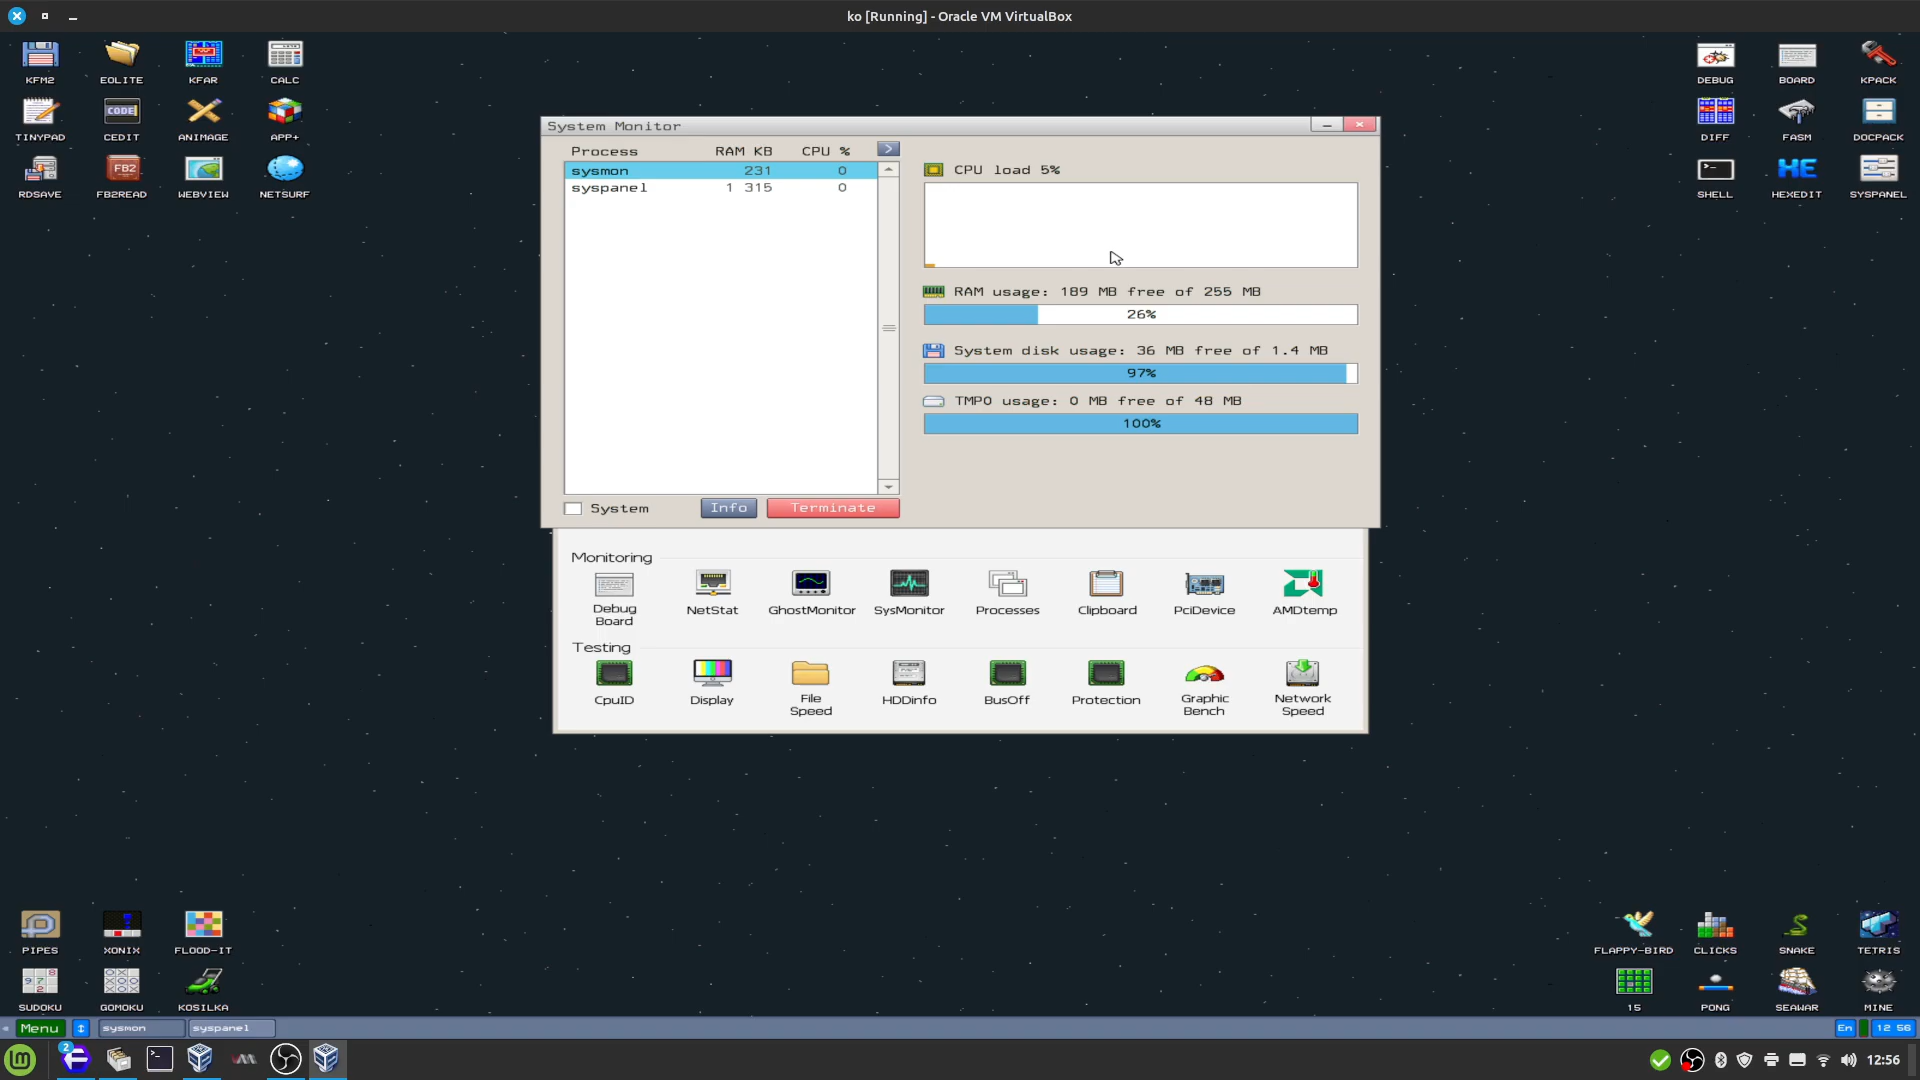 ko [Running] - Oracle VM VirtualBox
KFM2 EOLITE KFAR CALC
DEBUG BOARD KPACK
TINYPAD CEDIT ANIMAGE APP+
CODE
DIFF FASM DOCPACK
RDSAVE FB2READ WEBVIEW NETSURF
FB2
SHELL HEXEDIT SYSPANEL
HE
System Monitor
Process RAM KB CPU % >
sysmon 231 0
syspanel 1 315 0
CPU load 5%
RAM usage: 189 MB free of 255 MB
26%
System disk usage: 36 MB free of 1.4 MB
97%
TMP0 usage: 0 MB free of 48 MB
100%
System Info Terminate
Monitoring
Debug Board
NetStat
GhostMonitor
SysMonitor
Processes
Clipboard
PciDevice
AMDtemp
Testing
CpuID
Display
File Speed
HDDinfo
BusOff
Protection
Graphic Bench
Network Speed
PIPES XONIX FLOOD-IT
FLAPPY-BIRD CLICKS SNAKE TETRIS
SUDOKU GOMOKU KOSILKA
15 PONG SEAWAR MINE
Menu sysmon syspanel
En 12 56
2
12:56